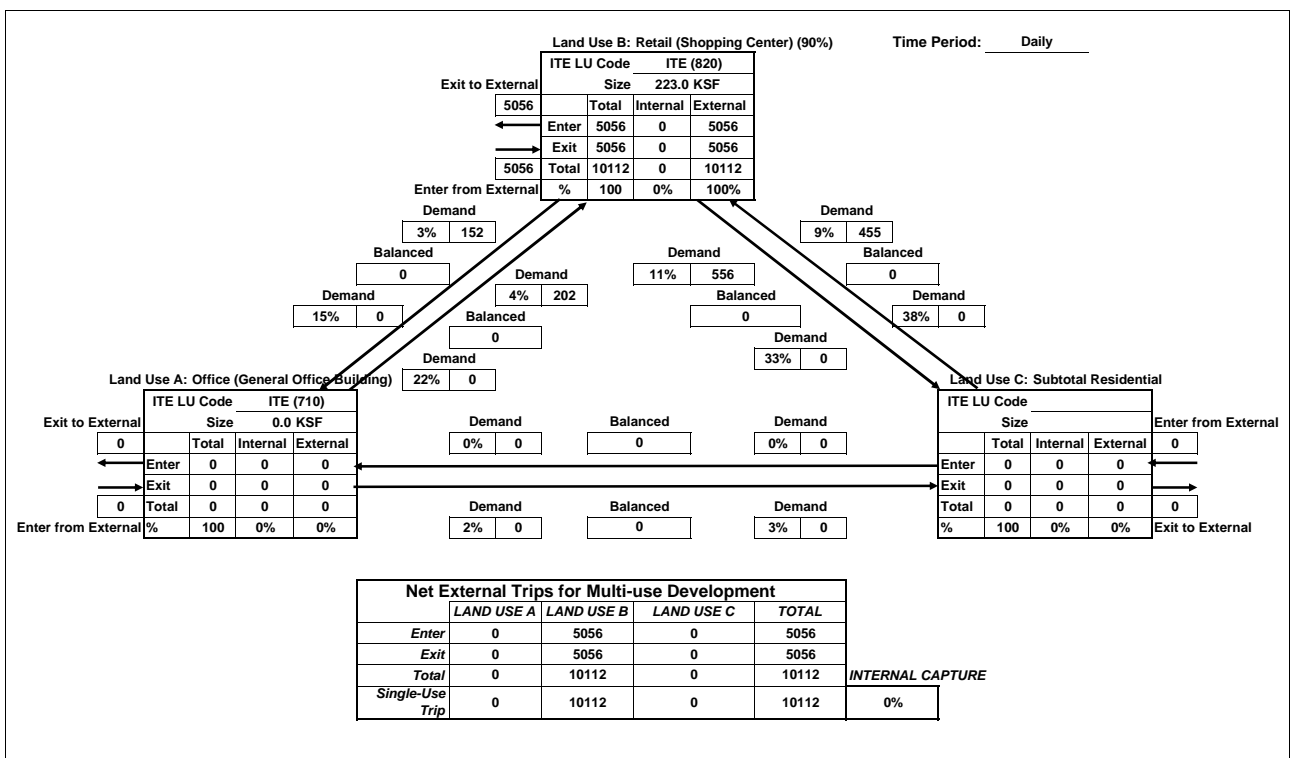 Land Use B: Retail (Shopping Center) (90%) Time Period: Daily
ITE LU Code ITE (820)
Exit to External Size 223.0 KSF
5056 Total Internal External
Enter 5056 0 5056
Exit 5056 0 5056
5056 Total 10112 0 10112
Enter from External % 100 0% 100%
Demand Demand
3% 152 9% 455
Balanced Demand Balanced
0 11% 556 0
Demand
4% 202
Demand Balanced Demand
15% 0 0 38% 0
Balanced
0
Demand
33% 0
Demand
22% 0
Land Use A: Office (General Office Building) Land Use C: Subtotal Residential
ITE LU Code ITE (710) ITE LU Code
Exit to External Size 0.0 KSF Demand Balanced Demand Size Enter from External
0 Total Internal External 0% 0 0 0% 0 Total Internal External 0
Enter 0 0 0 Enter 0 0 0
Exit 0 0 0 Exit 0 0 0
0 Total 0 0 0 Demand Balanced Demand Total 0 0 0 0
Enter from External % 100 0% 0% 2% 0 0 3% 0 % 100 0% 0% Exit to External
Net External Trips for Multi-use Development
LAND USE A LAND USE B LAND USE C TOTAL
Enter 0 5056 0 5056
Exit 0 5056 0 5056
Total 0 10112 0 10112 INTERNAL CAPTURE
Single-Use
Trip 0 10112 0 10112 0%